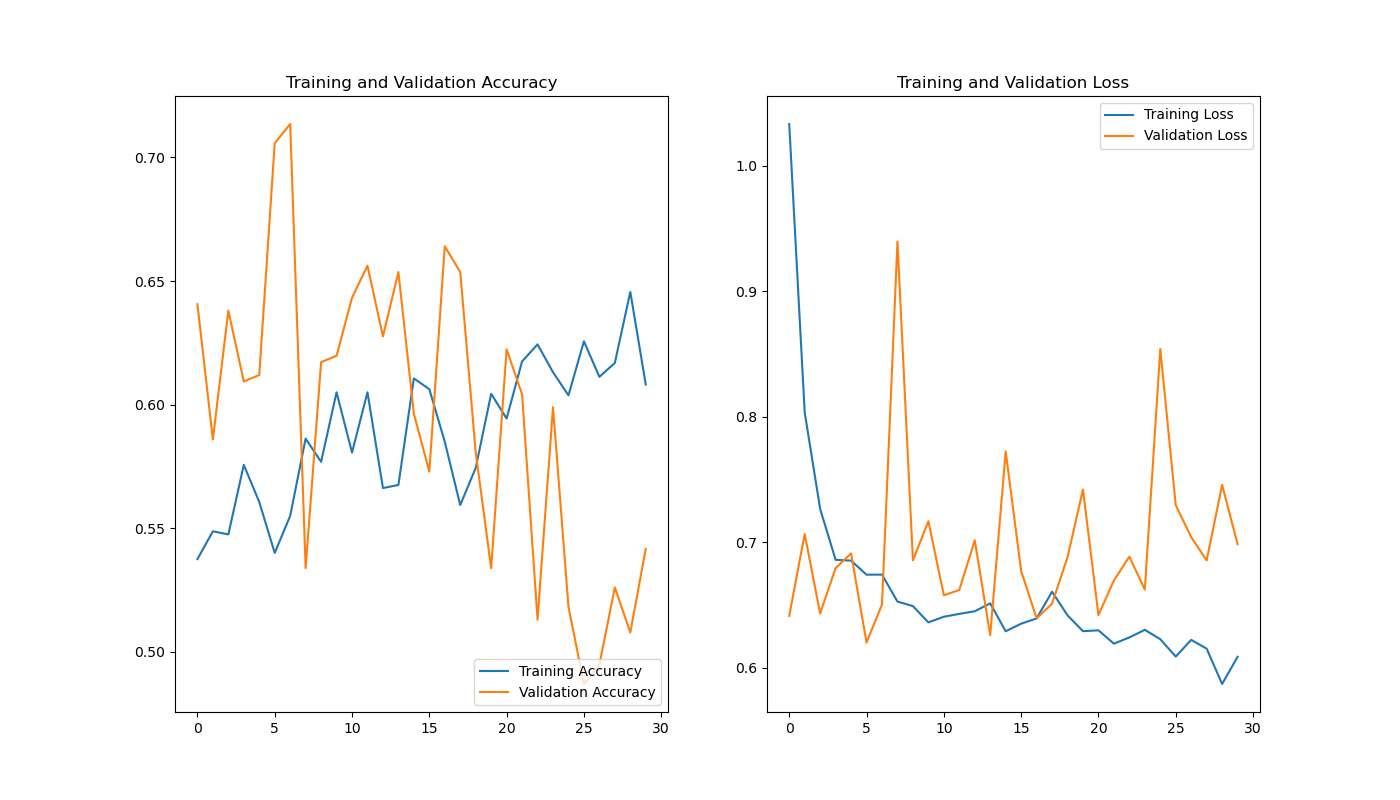 Training and Validation Accuracy
0.70
0.65
0.60
0.55
0.50
0 5 10 15 20 25 30
Training Accuracy
Validation Accuracy
Training and Validation Loss
1.0
0.9
0.8
0.7
0.6
0 5 10 15 20 25 30
Training Loss
Validation Loss